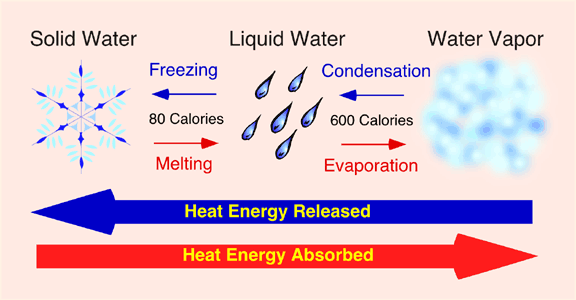 Solid Water
Liquid Water
Water Vapor
Freezing
Condensation
80 Calories
600 Calories
Melting
Evaporation
Heat Energy Released
Heat Energy Absorbed